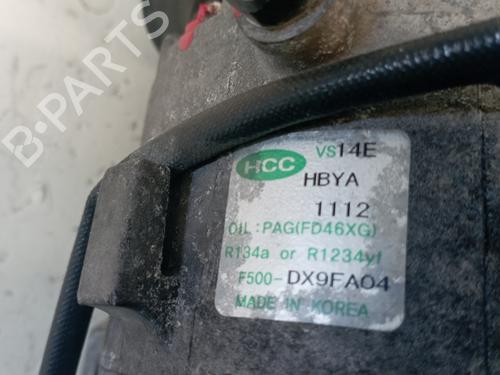 B-PARTS
HCC VS14E
HBYA
1112
OIL:PAG(FD46XG)
R134a or R1234yf
F500-DX9FA04
MADE IN KOREA